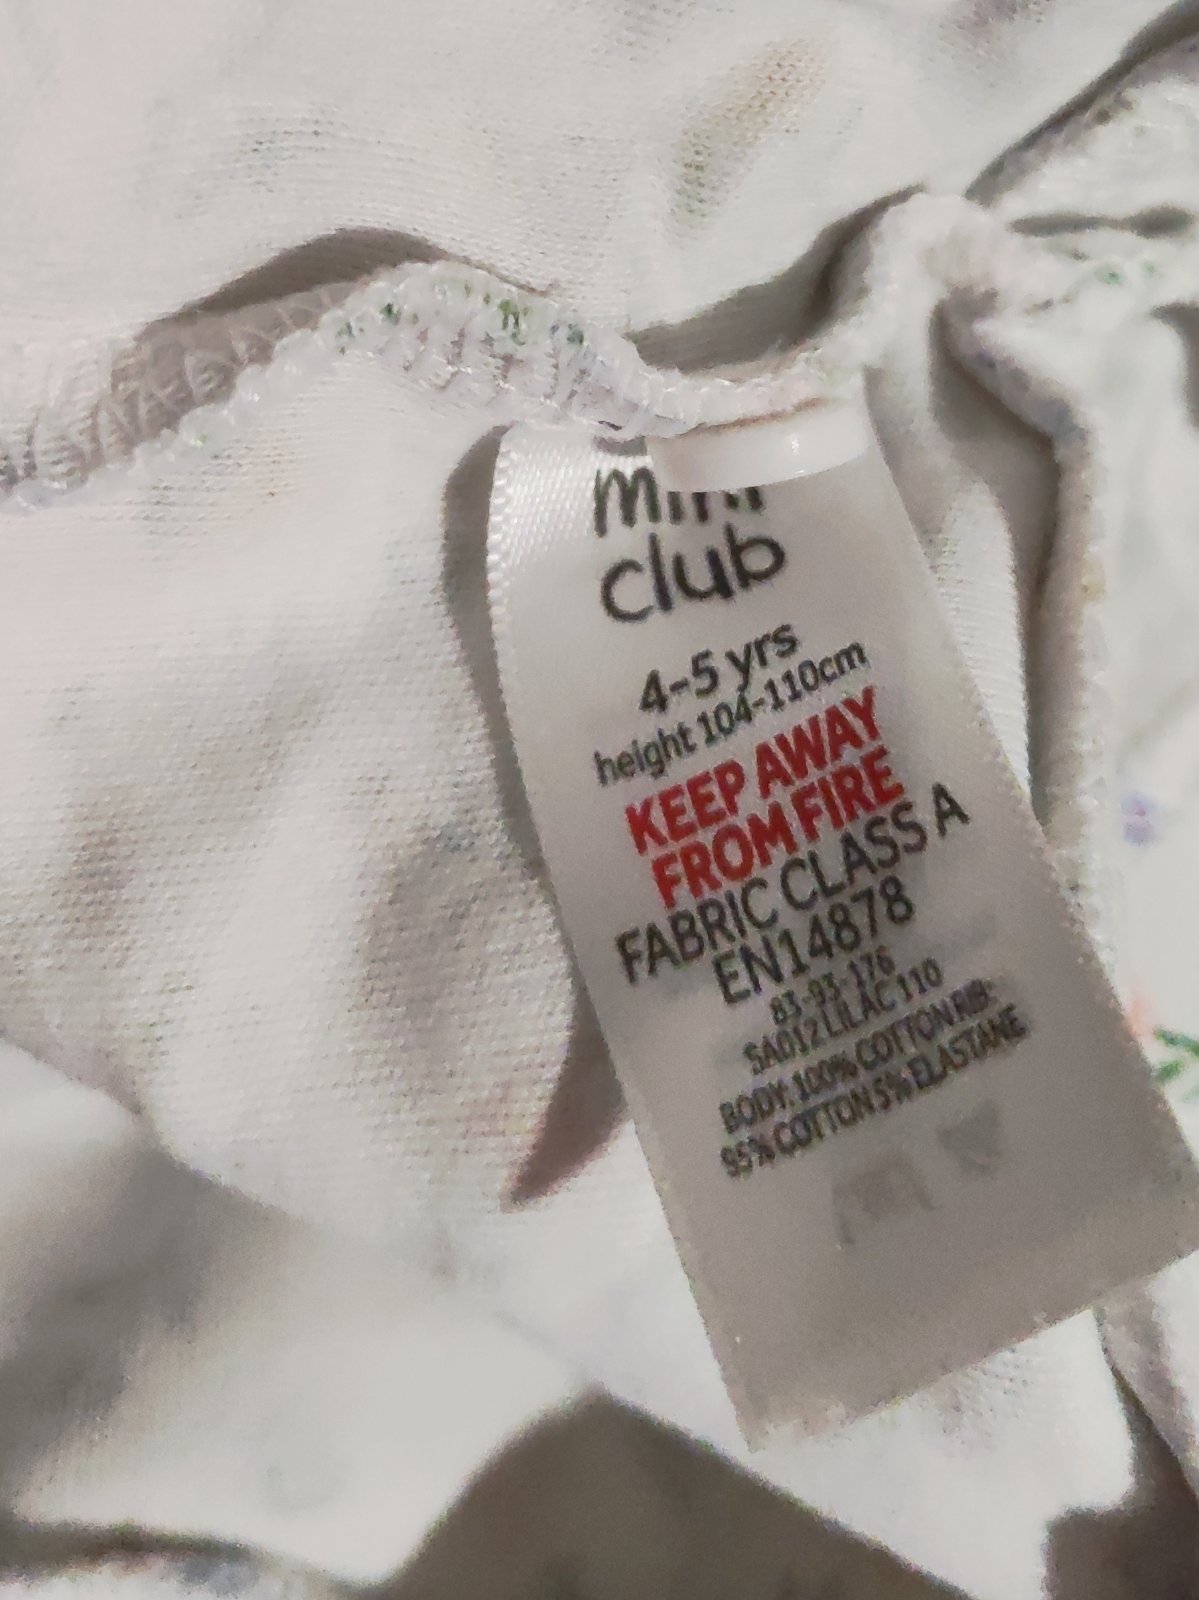 mini
club
4-5 yrs
height 104-110cm
KEEP AWAY
FROM FIRE
FABRIC CLASS A
EN14878
83-93-176
SA012 LILAC 110
BODY: 100% COTTON RIB:
95% COTTON 5% ELASTANE